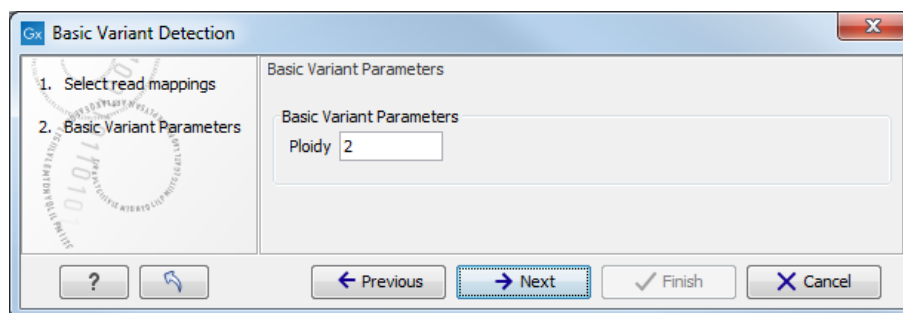 Gx Basic Variant Detection
X
1. Select read mappings
2. Basic Variant Parameters
Basic Variant Parameters
Basic Variant Parameters
Ploidy 2
? Previous Next Finish Cancel